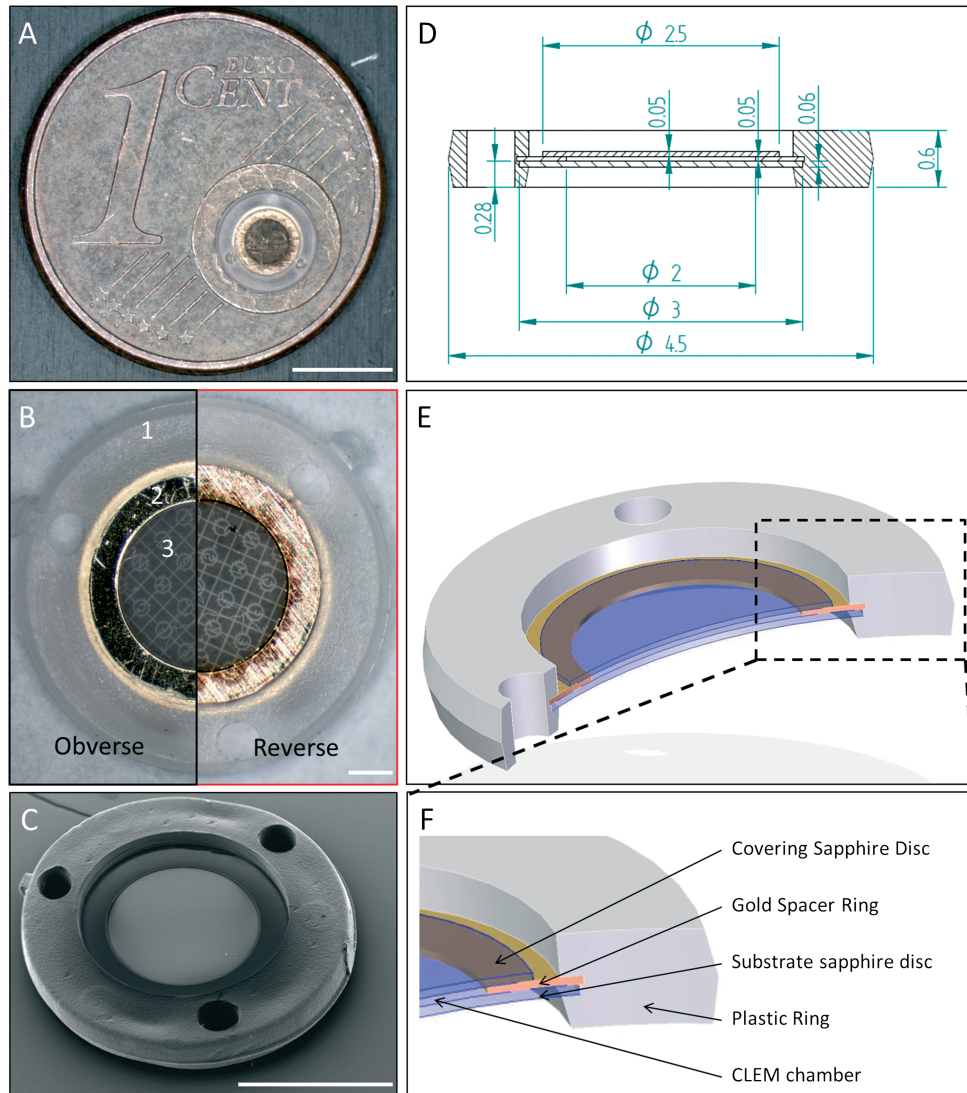 A
1
EURO
CENT
B
1
2
3
Obverse
Reverse
C
D
ϕ 2.5
0.05
0.05
0.06
0.6
0.28
ϕ 2
ϕ 3
ϕ 4.5
E
F
Covering Sapphire Disc
Gold Spacer Ring
Substrate sapphire disc
Plastic Ring
CLEM chamber